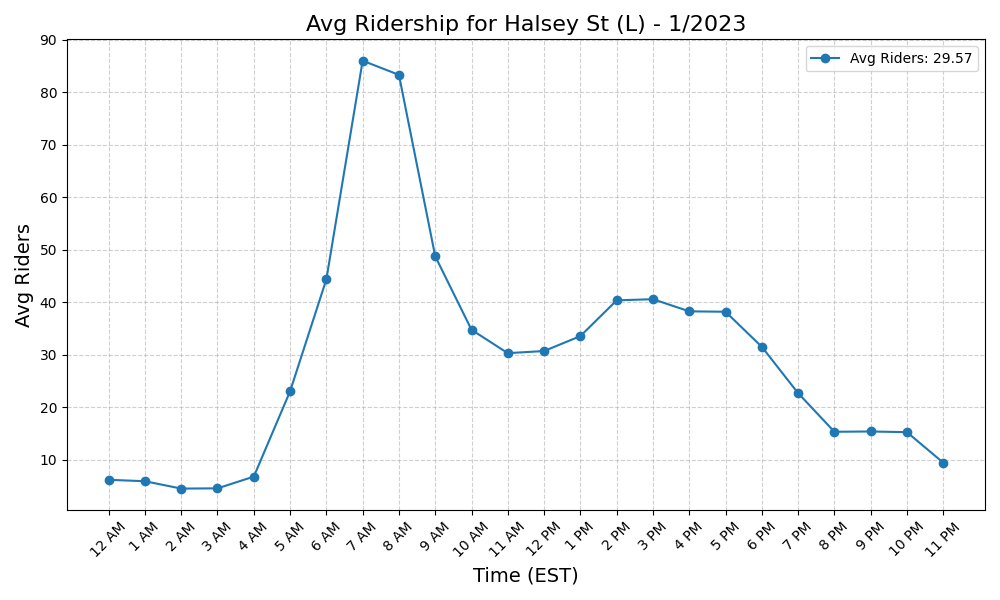 Avg Ridership for Halsey St (L) - 1/2023
Avg Riders: 29.57
Avg Riders
90
80
70
60
50
40
30
20
10
12 AM
1 AM
2 AM
3 AM
4 AM
5 AM
6 AM
7 AM
8 AM
9 AM
10 AM
11 AM
12 PM
1 PM
2 PM
3 PM
4 PM
5 PM
6 PM
7 PM
8 PM
9 PM
10 PM
11 PM
Time (EST)